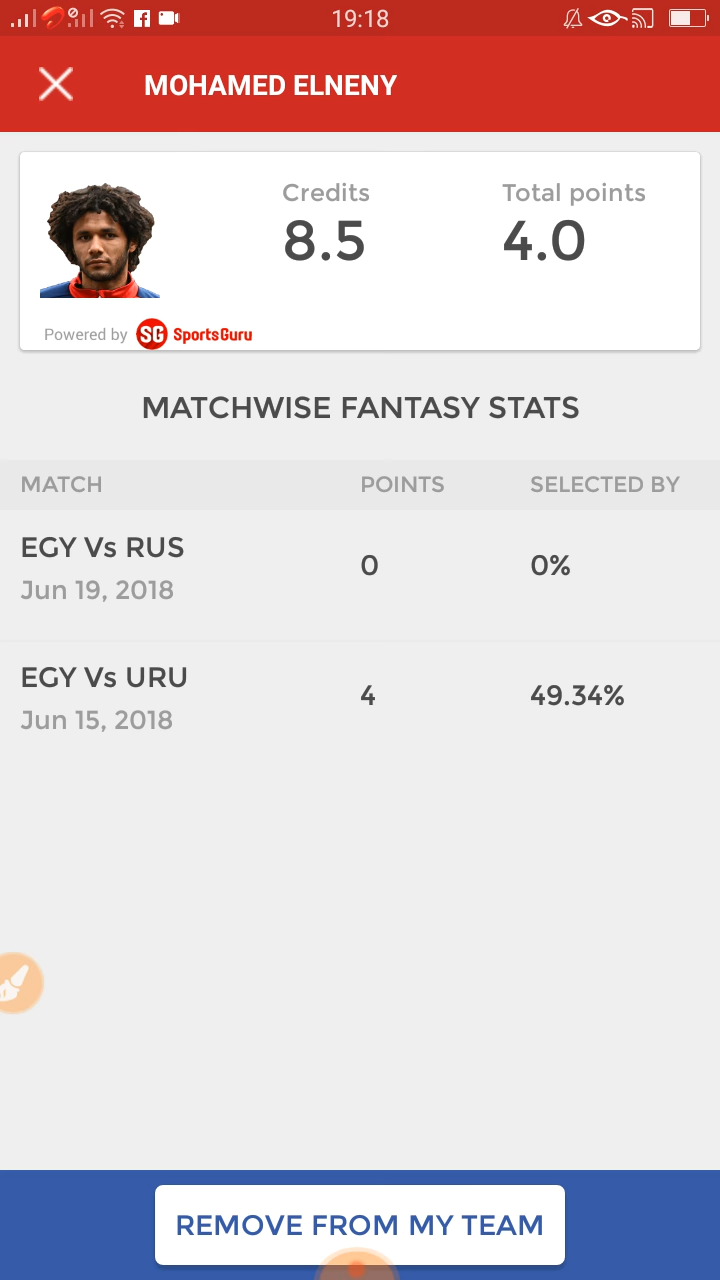 19:18
MOHAMED ELNENY
Credits
Total points
8.5
4.0
Powered by SG SportsGuru
MATCHWISE FANTASY STATS
MATCH POINTS SELECTED BY
EGY Vs RUS
0 0%
Jun 19, 2018
EGY Vs URU
4 49.34%
Jun 15, 2018
REMOVE FROM MY TEAM